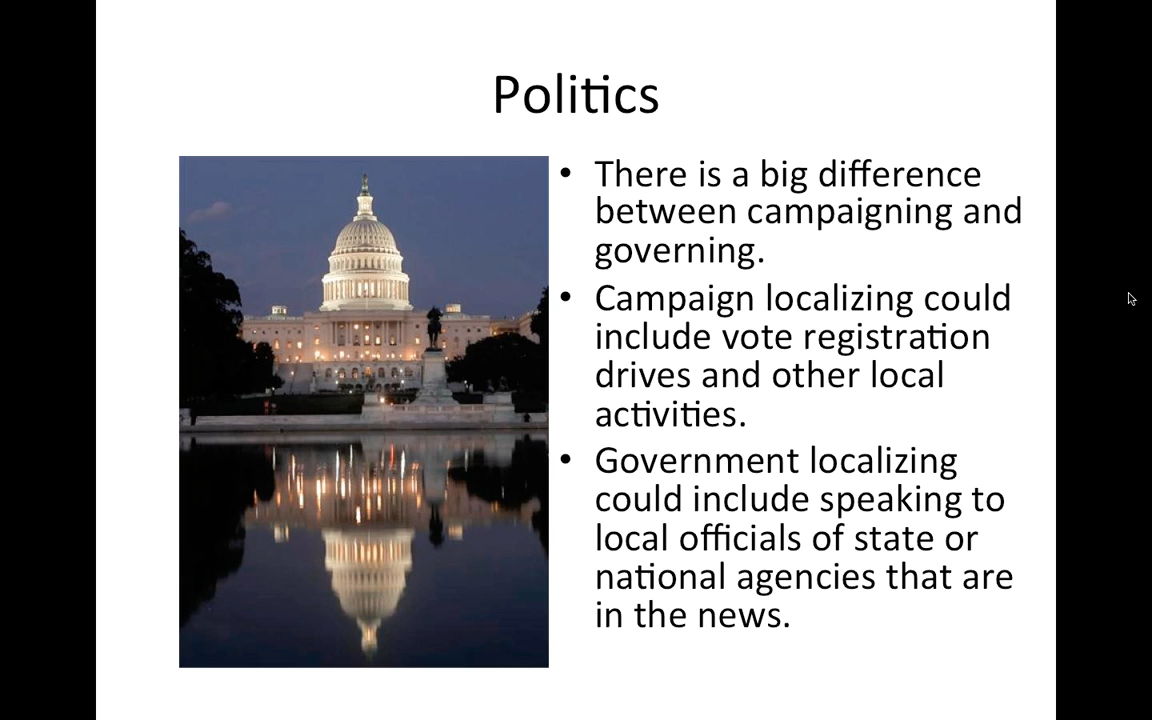 Politics
• There is a big difference
between campaigning and
governing.
• Campaign localizing could
include vote registration
drives and other local
activities.
• Government localizing
could include speaking to
local officials of state or
national agencies that are
in the news.